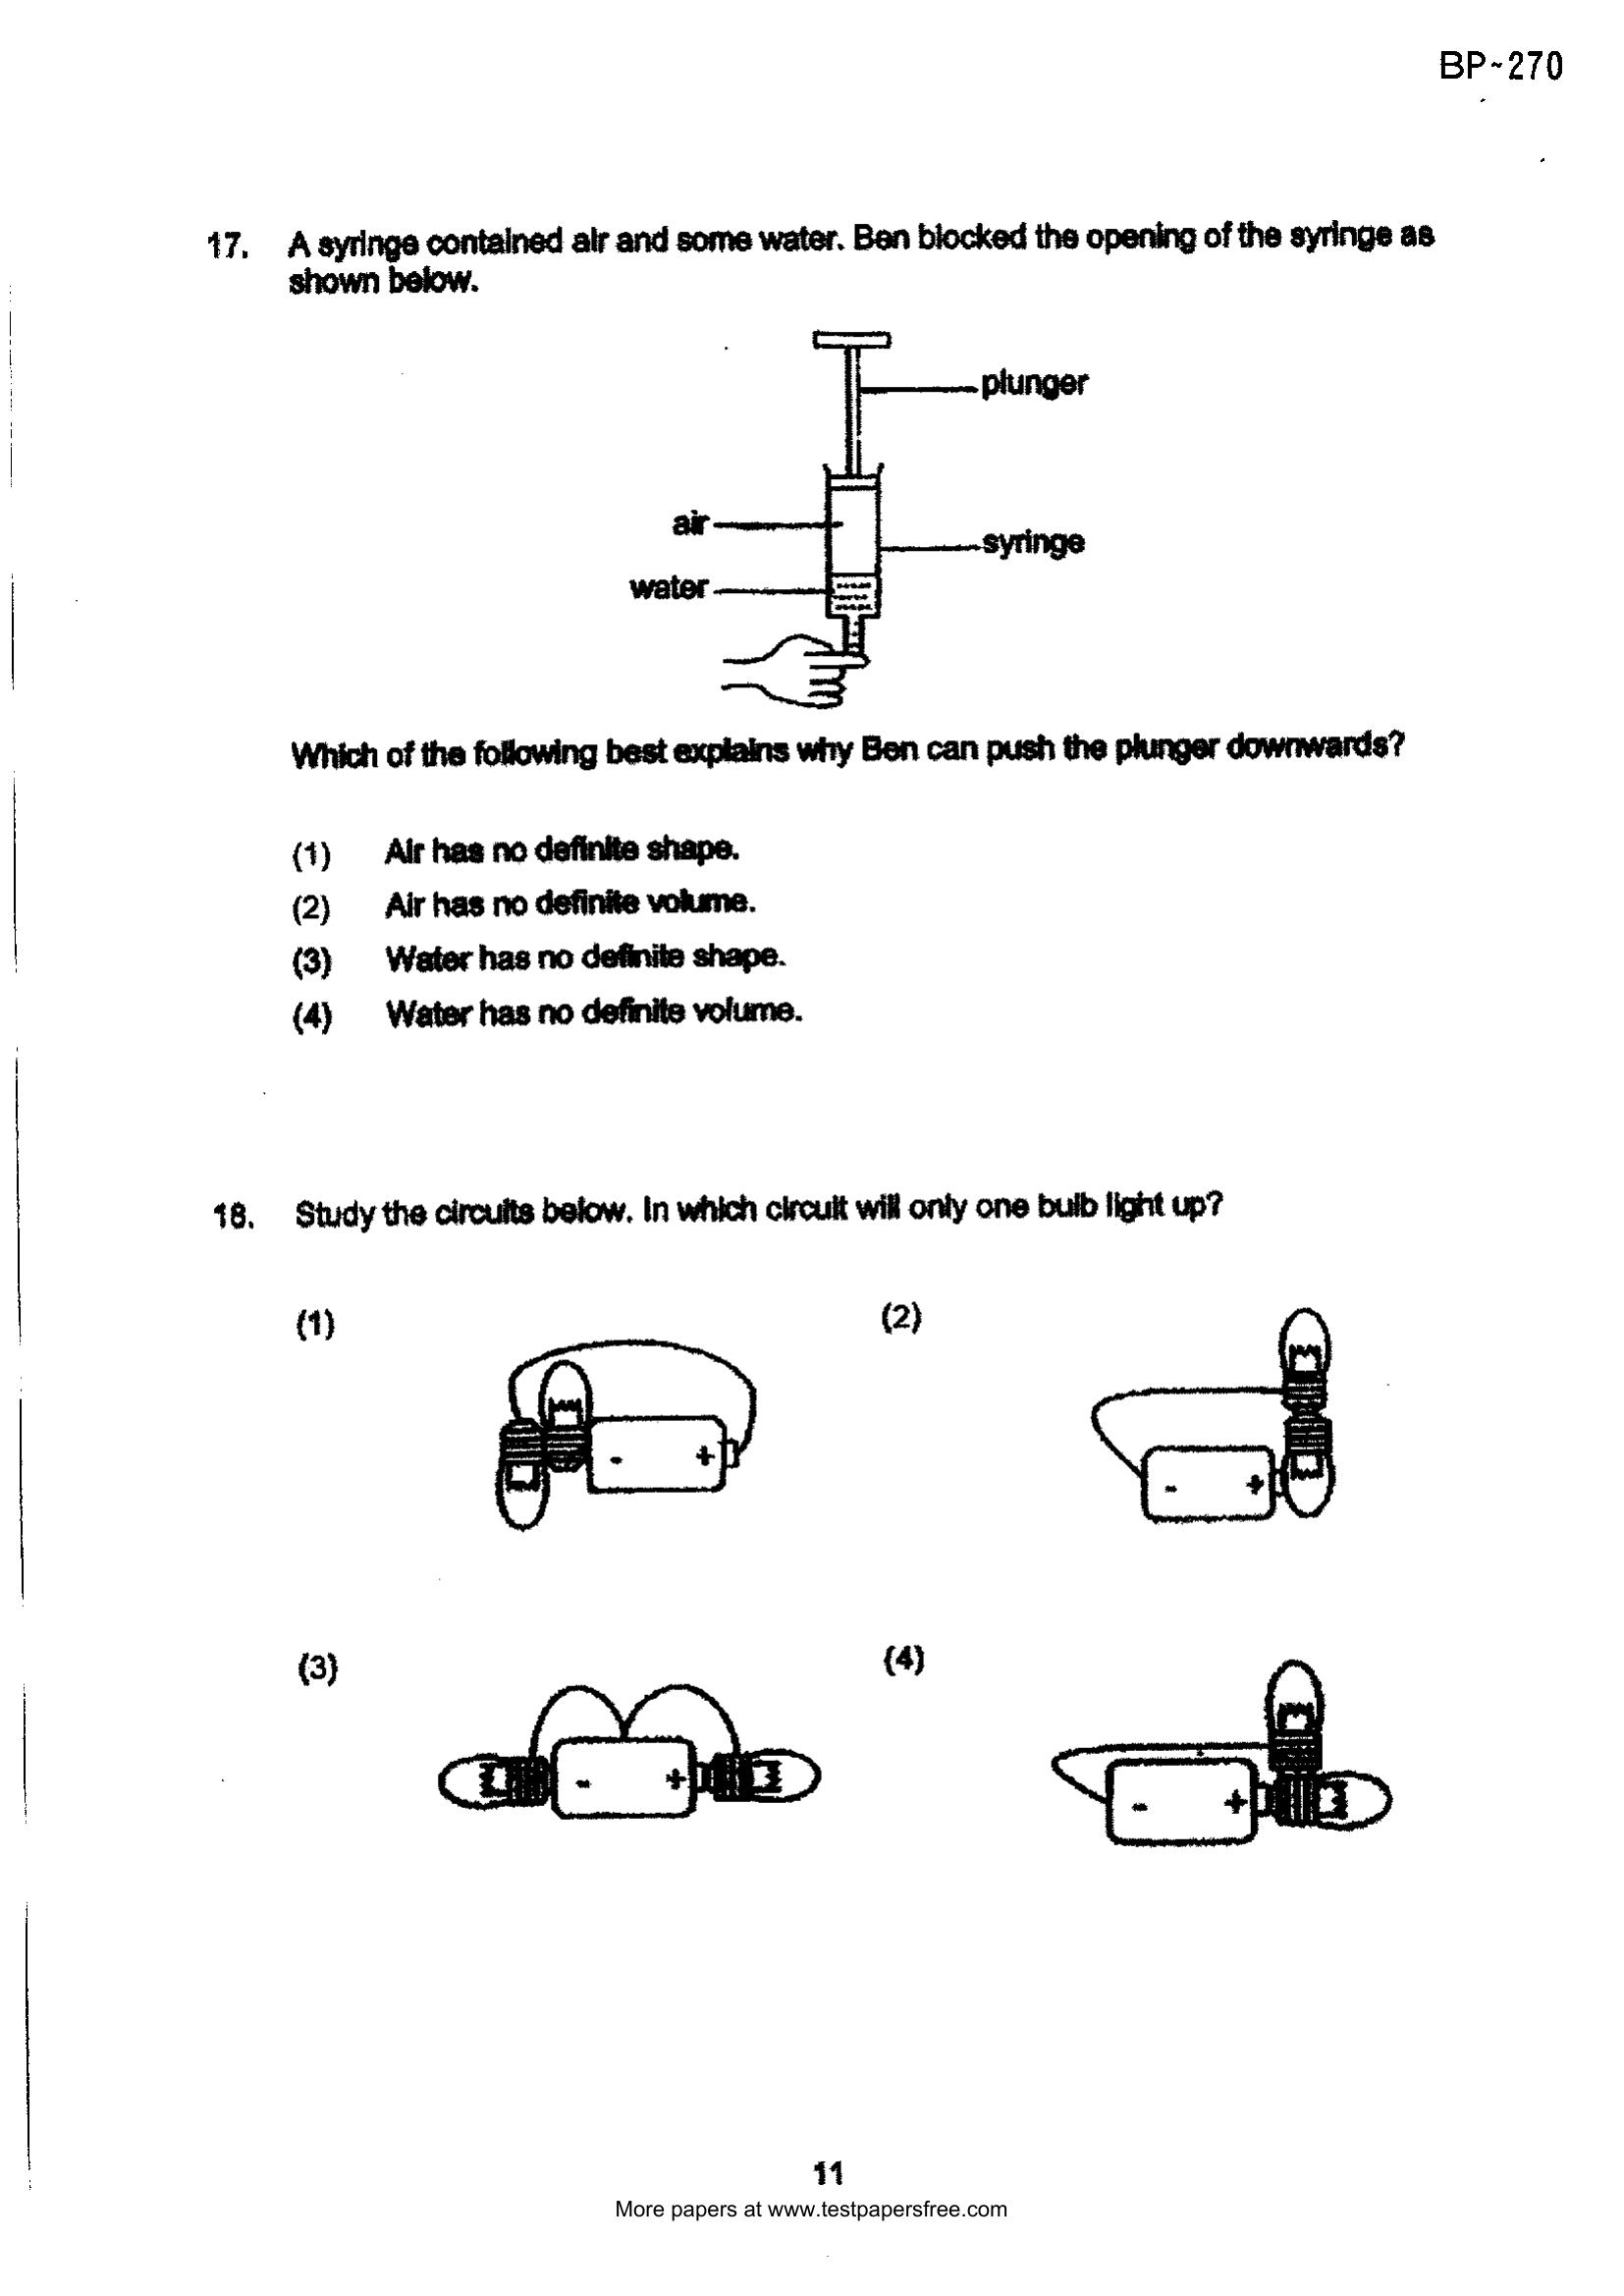 BP~270
17. A syringe contained air and some water. Ben blocked the opening of the syringe as
shown below.
plunger
air
syringe
water
Which of the following best explains why Ben can push the plunger downwards?
(1) Air has no definite shape.
(2) Air has no definite volume.
(3) Water has no definite shape.
(4) Water has no definite volume.
18. Study the circuits below. In which circuit will only one bulb light up?
(1) (2)
- +
- +
(3) (4)
- +
- +
11
More papers at www.testpapersfree.com